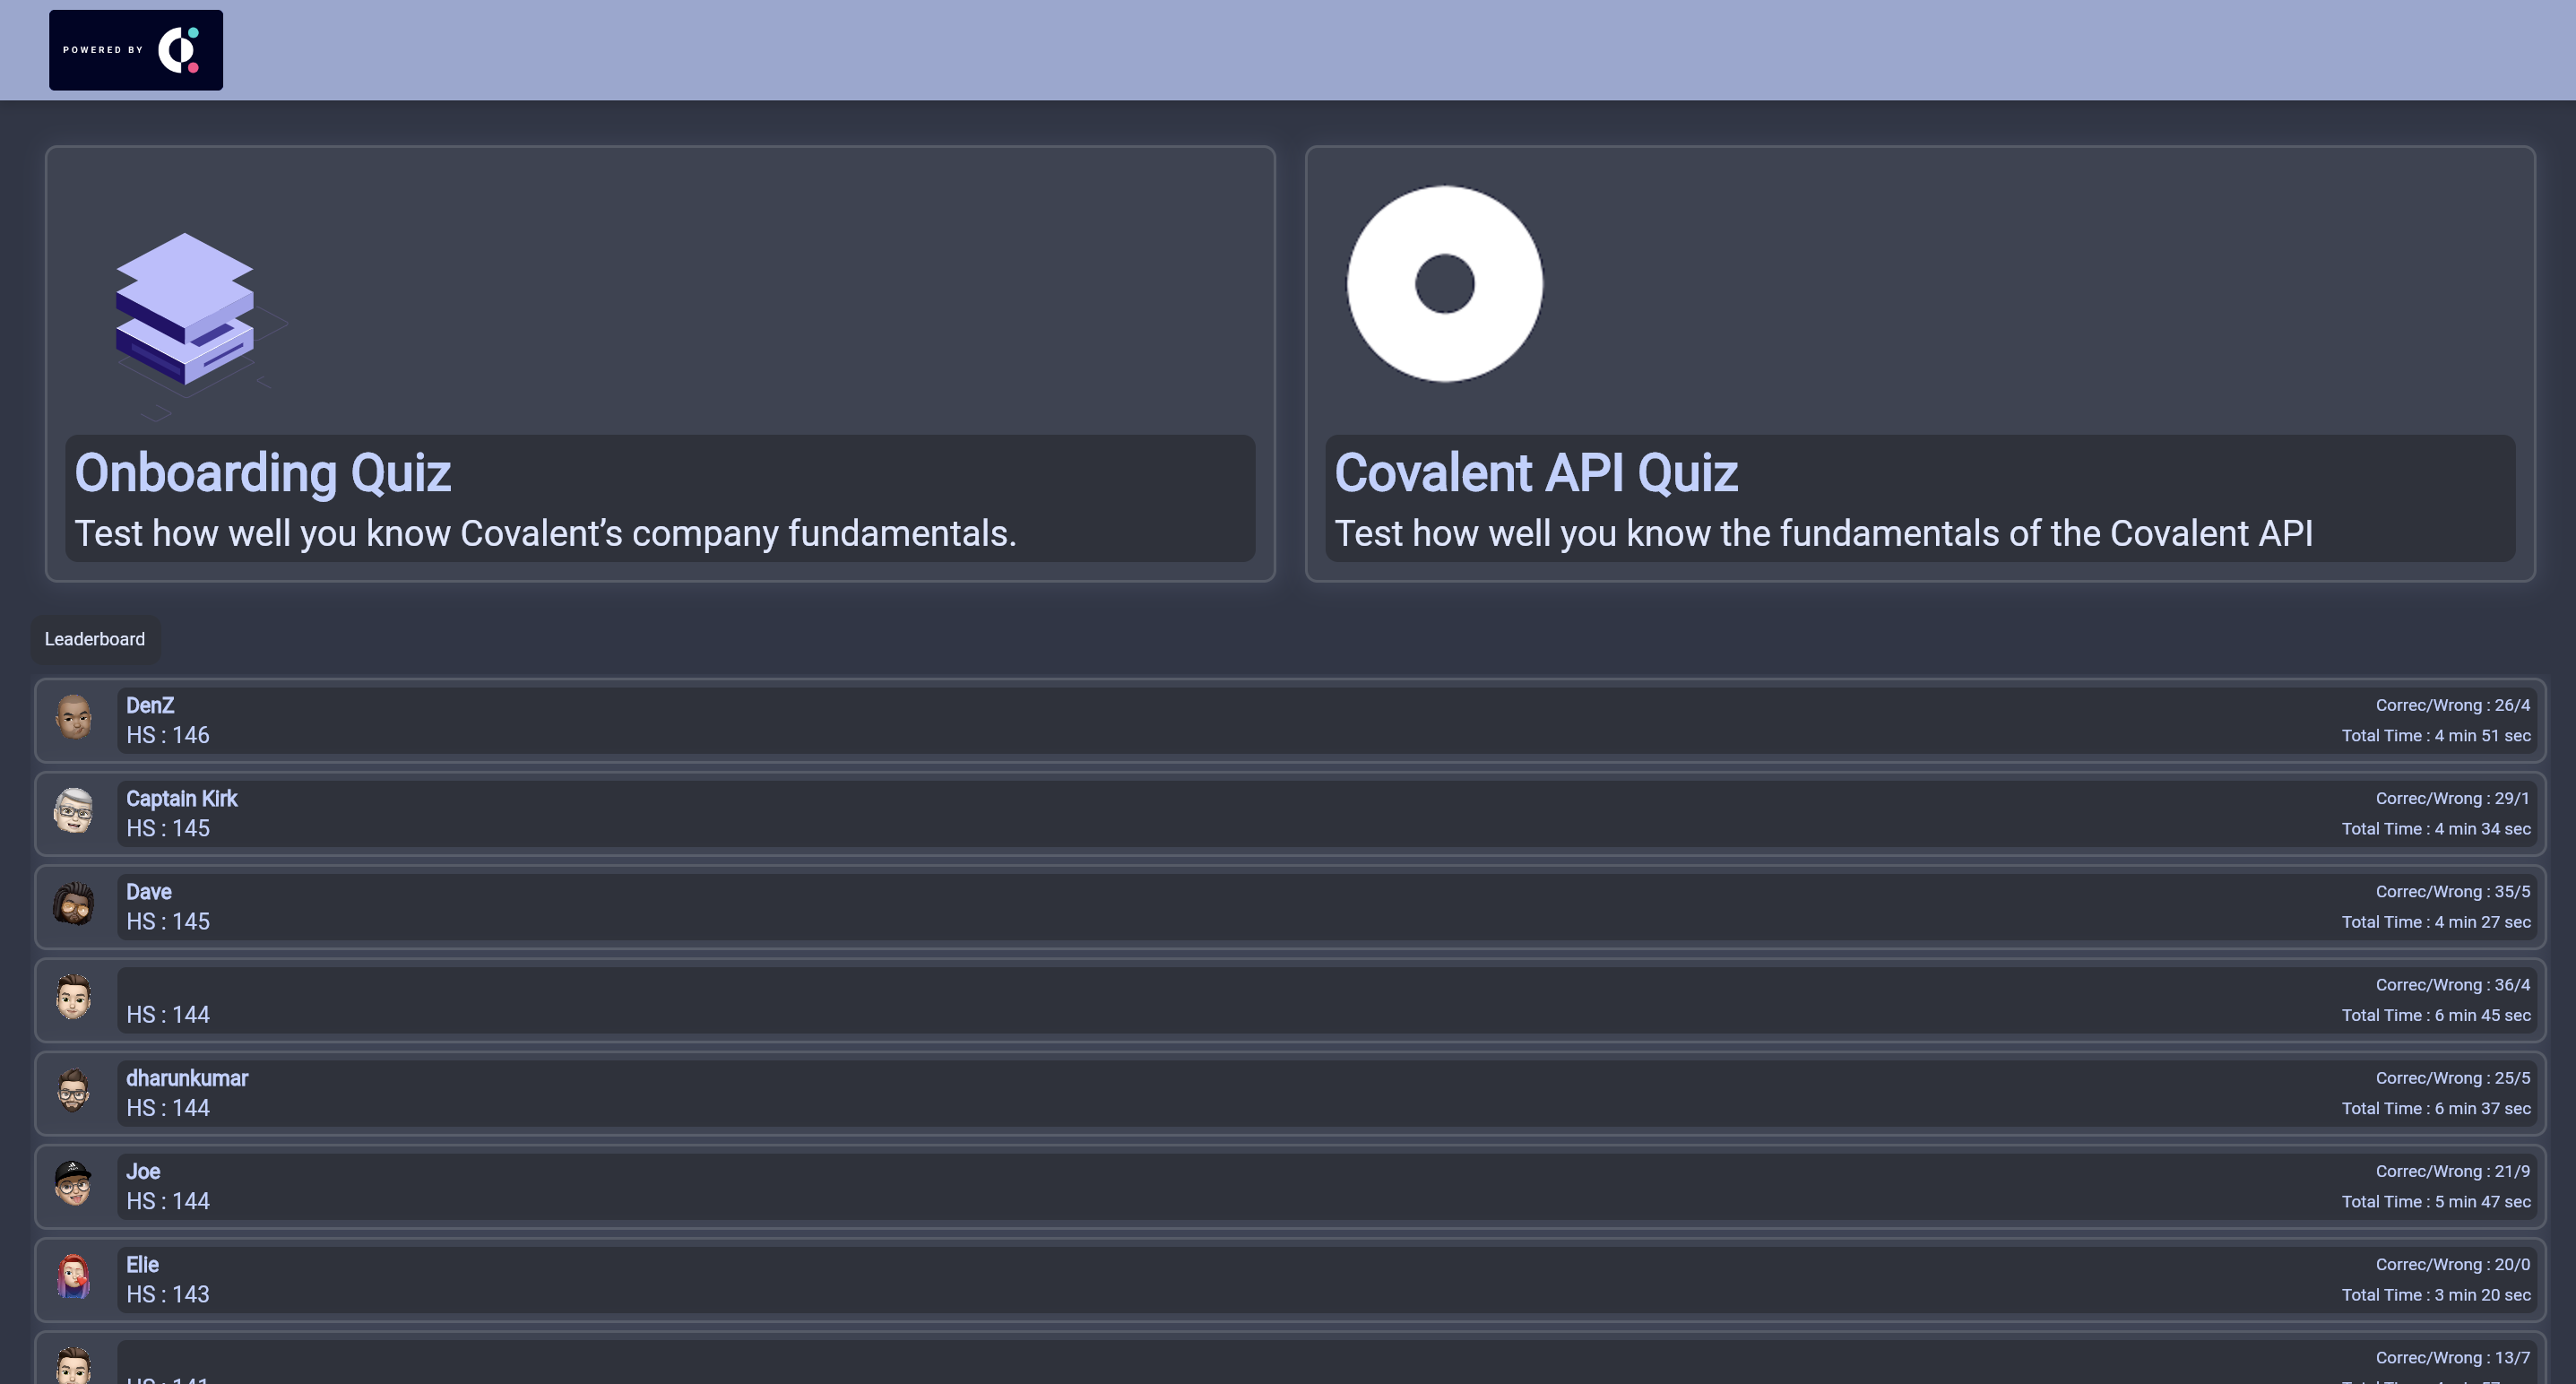 POWERED BY
Onboarding Quiz
Test how well you know Covalent’s company fundamentals.
Covalent API Quiz
Test how well you know the fundamentals of the Covalent API
Leaderboard
DenZ
HS : 146
Correc/Wrong : 26/4
Total Time : 4 min 51 sec
Captain Kirk
HS : 145
Correc/Wrong : 29/1
Total Time : 4 min 34 sec
Dave
HS : 145
Correc/Wrong : 35/5
Total Time : 4 min 27 sec
HS : 144
Correc/Wrong : 36/4
Total Time : 6 min 45 sec
dharunkumar
HS : 144
Correc/Wrong : 25/5
Total Time : 6 min 37 sec
Joe
HS : 144
Correc/Wrong : 21/9
Total Time : 5 min 47 sec
Elie
HS : 143
Correc/Wrong : 20/0
Total Time : 3 min 20 sec
Correc/Wrong : 13/7